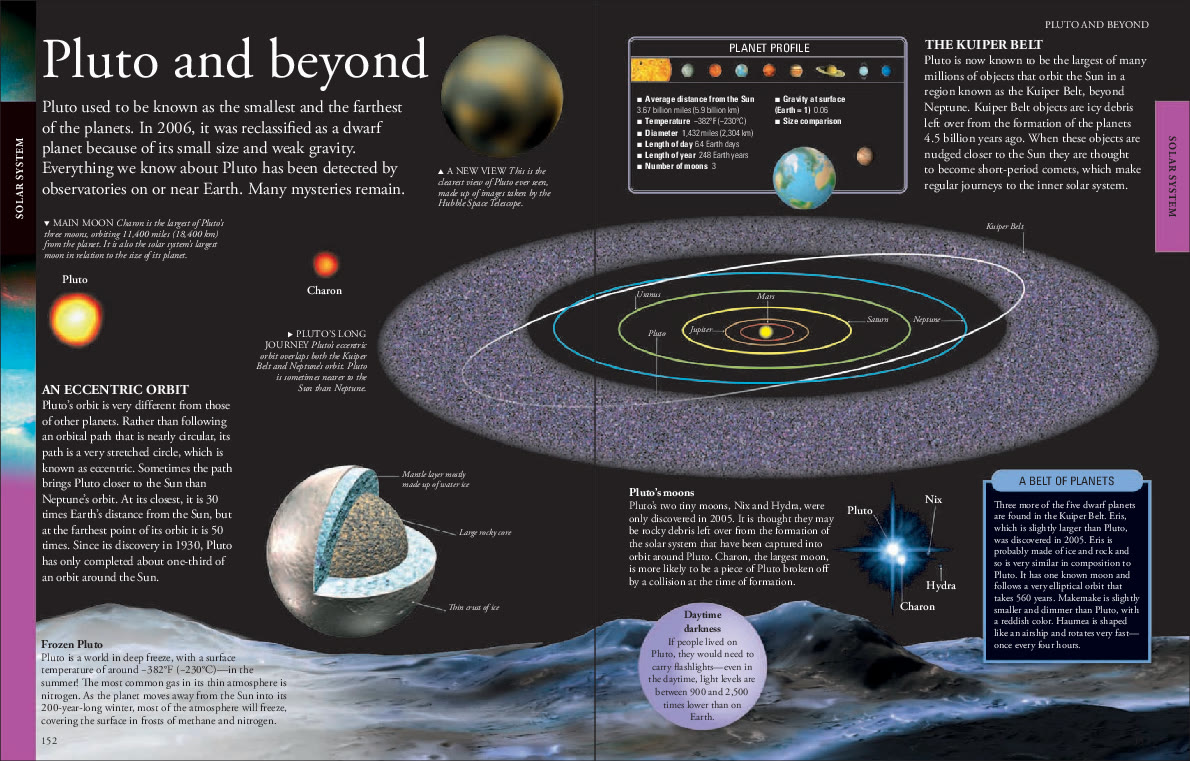 PLUTO AND BEYOND
SOLAR SYSTEM
Pluto and beyond
Pluto used to be known as the smallest and the farthest
of the planets. In 2006, it was reclassified as a dwarf
planet because of its small size and weak gravity.
Everything we know about Pluto has been detected by
observatories on or near Earth. Many mysteries remain.
▲ A NEW VIEW This is the
clearest view of Pluto ever seen,
made up of images taken by the
Hubble Space Telescope.
▼ MAIN MOON Charon is the largest of Pluto's
three moons, orbiting 11,400 miles (18,400 km)
from the planet. It is also the solar system's largest
moon in relation to the size of its planet.
Pluto
Charon
▶ PLUTO'S LONG
JOURNEY Pluto's eccentric
orbit overlaps both the Kuiper
Belt and Neptune's orbit. Pluto
is sometimes nearer to the
Sun than Neptune.
AN ECCENTRIC ORBIT
Pluto's orbit is very different from those
of other planets. Rather than following
an orbital path that is nearly circular, its
path is a very stretched circle, which is
known as eccentric. Sometimes the path
brings Pluto closer to the Sun than
Neptune's orbit. At its closest, it is 30
times Earth's distance from the Sun, but
at the farthest point of its orbit it is 50
times. Since its discovery in 1930, Pluto
has only completed about one-third of
an orbit around the Sun.
Mantle layer mostly
made up of water ice
Large rocky core
Thin crust of ice
Frozen Pluto
Pluto is a world in deep freeze, with a surface
temperature of around –382°F (–230°C)—in the
summer! The most common gas in its thin atmosphere is
nitrogen. As the planet moves away from the Sun into its
200-year-long winter, most of the atmosphere will freeze,
covering the surface in frosts of methane and nitrogen.
152
PLANET PROFILE
■ Average distance from the Sun
3.67 billion miles (5.9 billion km)
■ Temperature –382°F (–230°C)
■ Diameter 1,432 miles (2,304 km)
■ Length of day 6.4 Earth days
■ Length of year 248 Earth years
■ Number of moons 3
■ Gravity at surface
(Earth = 1) 0.06
■ Size comparison
THE KUIPER BELT
Pluto is now known to be the largest of many
millions of objects that orbit the Sun in a
region known as the Kuiper Belt, beyond
Neptune. Kuiper Belt objects are icy debris
left over from the formation of the planets
4.5 billion years ago. When these objects are
nudged closer to the Sun they are thought
to become short-period comets, which make
regular journeys to the inner solar system.
SOLAR SYSTEM
Kuiper Belt
Uranus
Mars
Pluto
Jupiter
Saturn
Neptune
Pluto's moons
Pluto's two tiny moons, Nix and Hydra, were
only discovered in 2005. It is thought they may
be rocky debris left over from the formation of
the solar system that have been captured into
orbit around Pluto. Charon, the largest moon,
is more likely to be a piece of Pluto broken off
by a collision at the time of formation.
Pluto
Nix
Hydra
Charon
Daytime
darkness
If people lived on
Pluto, they would need to
carry flashlights—even in
the daytime, light levels are
between 900 and 2,500
times lower than on
Earth.
A BELT OF PLANETS
Three more of the five dwarf planets
are found in the Kuiper Belt. Eris,
which is slightly larger than Pluto,
was discovered in 2005. Eris is
probably made of ice and rock and
so is very similar in composition to
Pluto. It has one known moon and
follows a very elliptical orbit that
takes 560 years. Makemake is slightly
smaller and dimmer than Pluto, with
a reddish color. Haumea is shaped
like an airship and rotates very fast—
once every four hours.